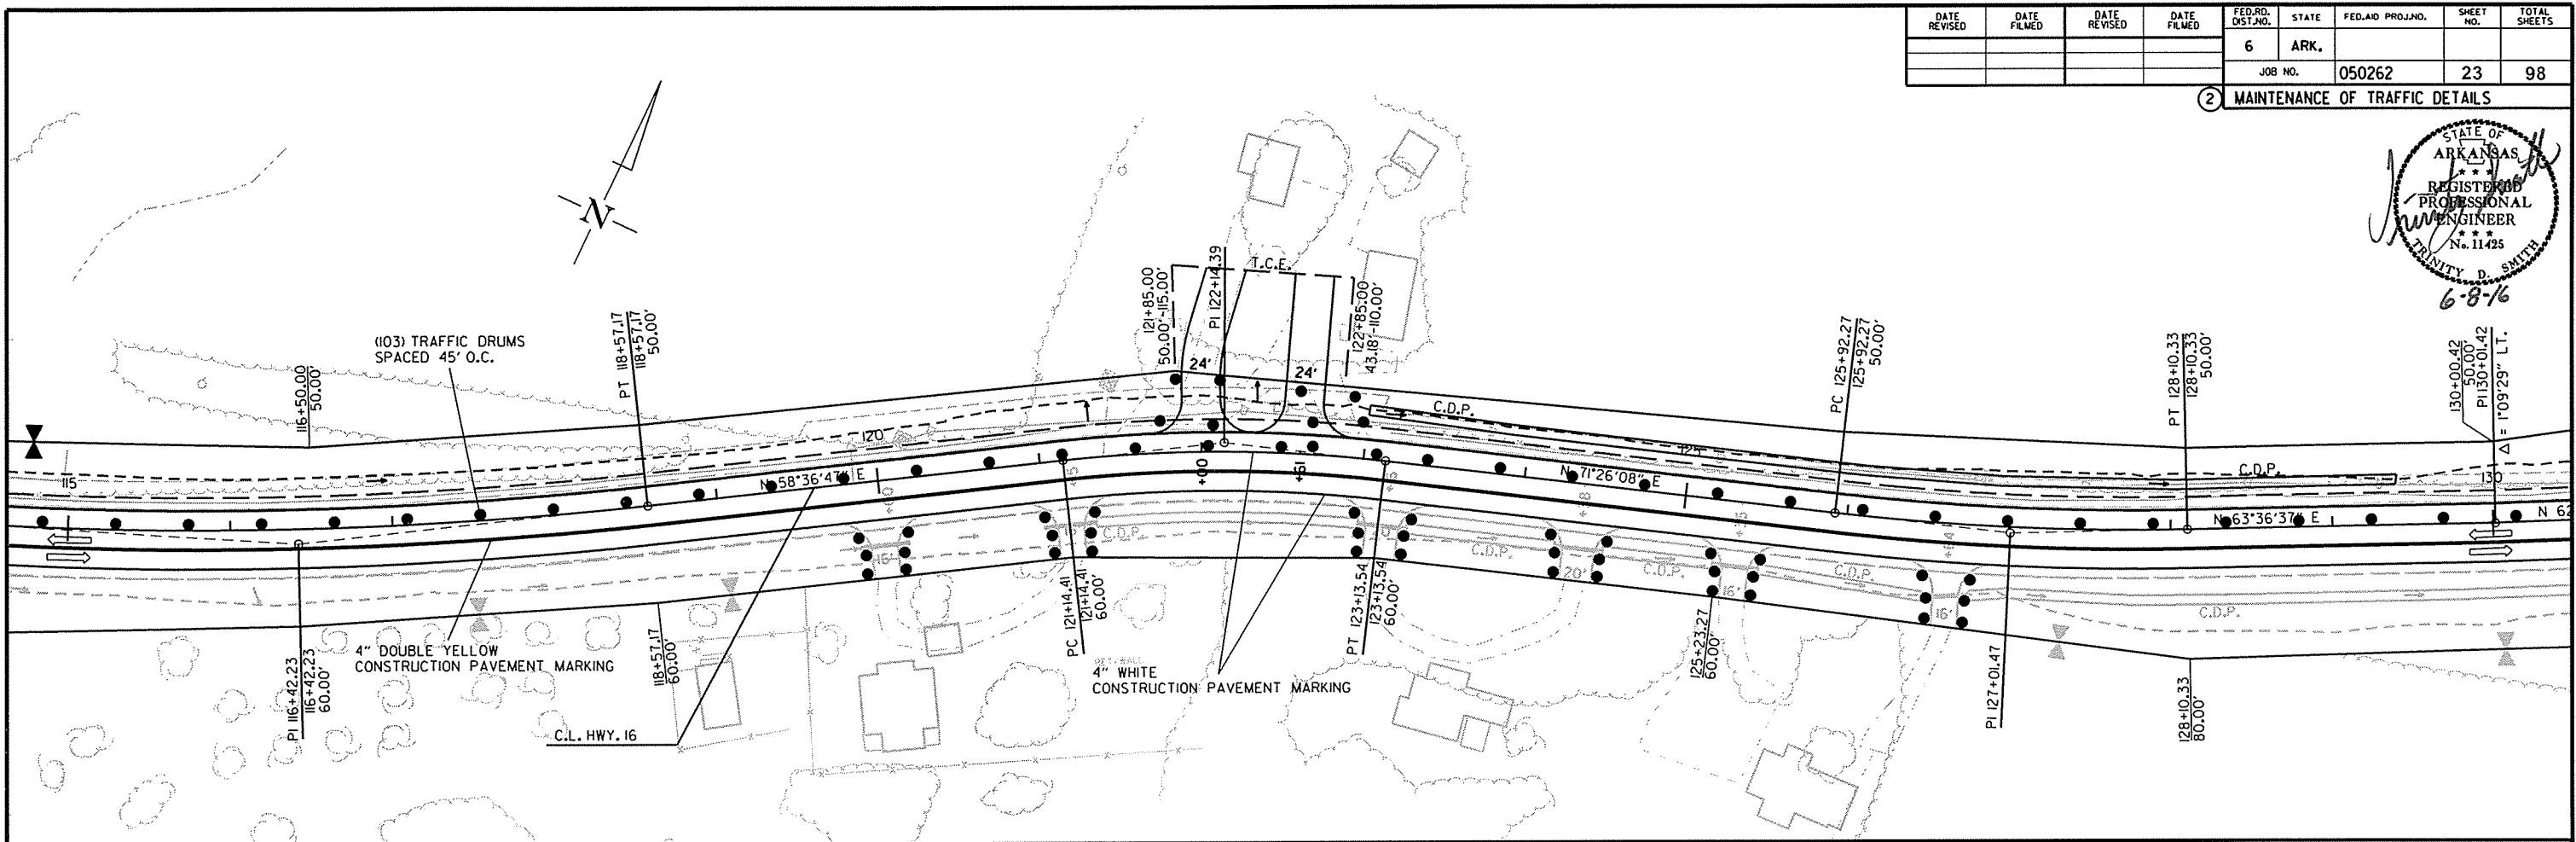 DATE REVISED
DATE FILMED
DATE REVISED
DATE FILMED
FED.RD. DIST.NO.
STATE
FED.AID PROJ.NO.
SHEET NO.
TOTAL SHEETS
6
ARK.
JOB NO.
050262
23
98
2
MAINTENANCE OF TRAFFIC DETAILS
STATE OF
ARKANSAS
REGISTERED
PROFESSIONAL
ENGINEER
No. 11425
TRINITY D. SMITH
6-8-16
N
(103) TRAFFIC DRUMS
SPACED 45' O.C.
116+50.00
50.00'
PT 118+57.17
118+57.17
50.00'
121+85.00
50.00'-115.00'
PI 122+14.39
T.C.E.
122+85.00
43.18'-110.00'
24'
24'
PC 125+92.27
125+92.27
50.00'
PT 128+10.33
128+10.33
50.00'
130+00.42
50.00'
PI 130+01.42
Δ = 1°09'29" LT.
115
120
125
130
C.D.P.
C.D.P.
N 58°36'47" E
N 71°26'08" E
N 63°36'37" E
N 62
+00
+61
16'
C.D.P.
C.D.P.
20'
C.D.P.
16'
C.D.P.
16'
C.D.P.
PI 116+42.23
116+42.23
60.00'
4" DOUBLE YELLOW
CONSTRUCTION PAVEMENT MARKING
118+57.17
60.00'
C.L. HWY. 16
PC 121+14.41
121+14.41
60.00'
RET. WALL
4" WHITE
CONSTRUCTION PAVEMENT MARKING
PT 123+13.54
123+13.54
60.00'
125+23.27
60.00'
PI 127+01.47
128+10.33
80.00'